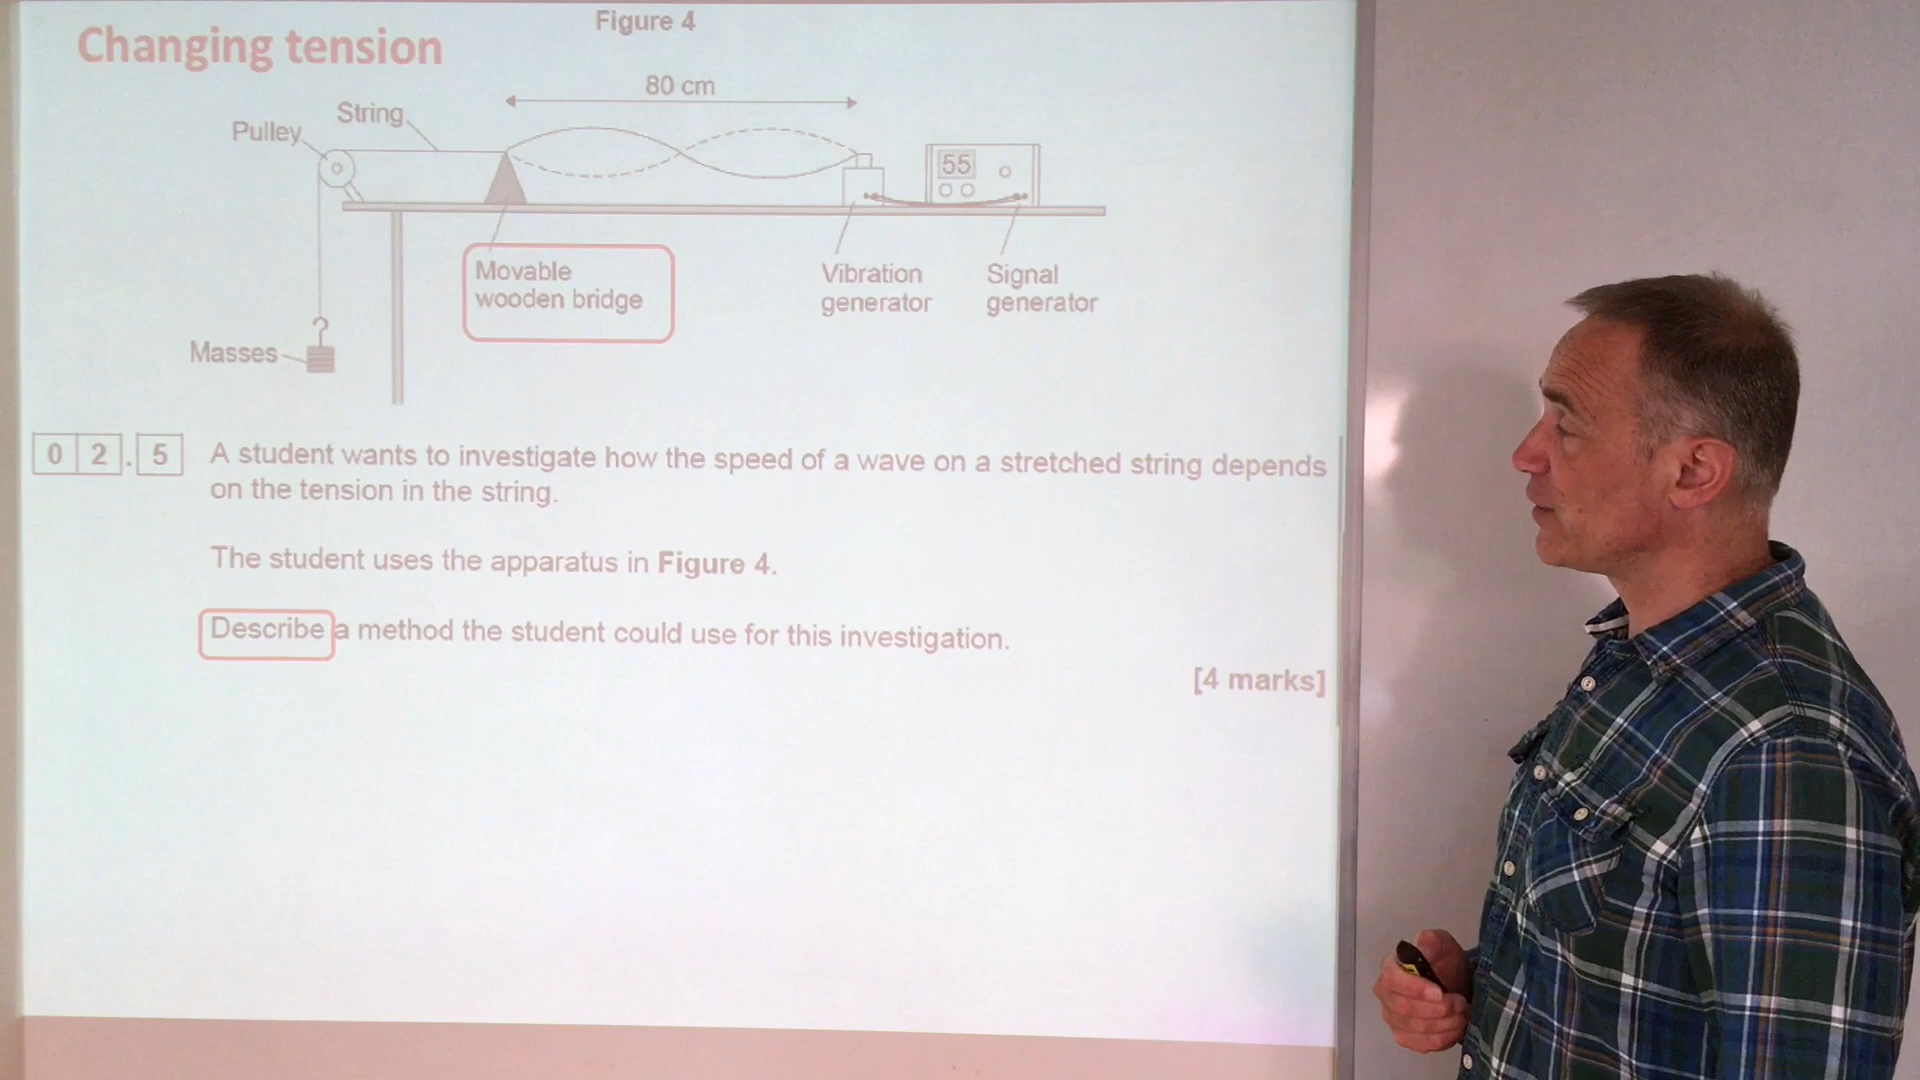 Figure 4
Changing tension
80 cm
String
Pulley
55
Movable
wooden bridge
Vibration
generator
Signal
generator
Masses
0 2 . 5
A student wants to investigate how the speed of a wave on a stretched string depends
on the tension in the string.
The student uses the apparatus in Figure 4.
Describe a method the student could use for this investigation.
[4 marks]